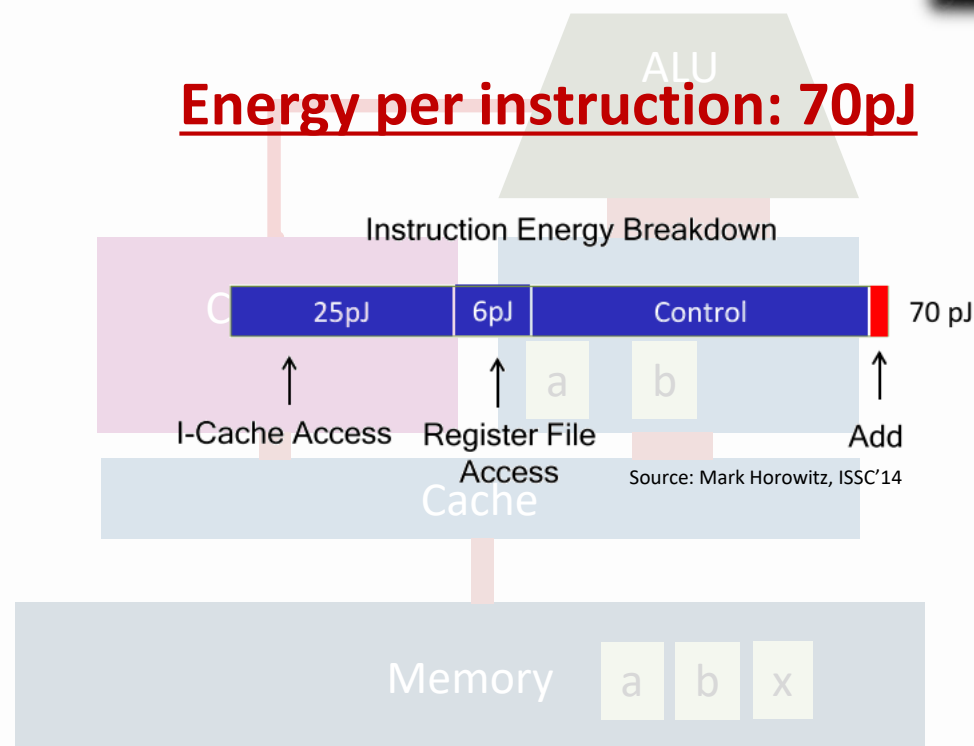 ALU
Energy per instruction: 70pJ
Instruction Energy Breakdown
25pJ 6pJ Control 70 pJ
a b
I-Cache Access Register File Access Add
Source: Mark Horowitz, ISSC'14
Cache
Memory a b x